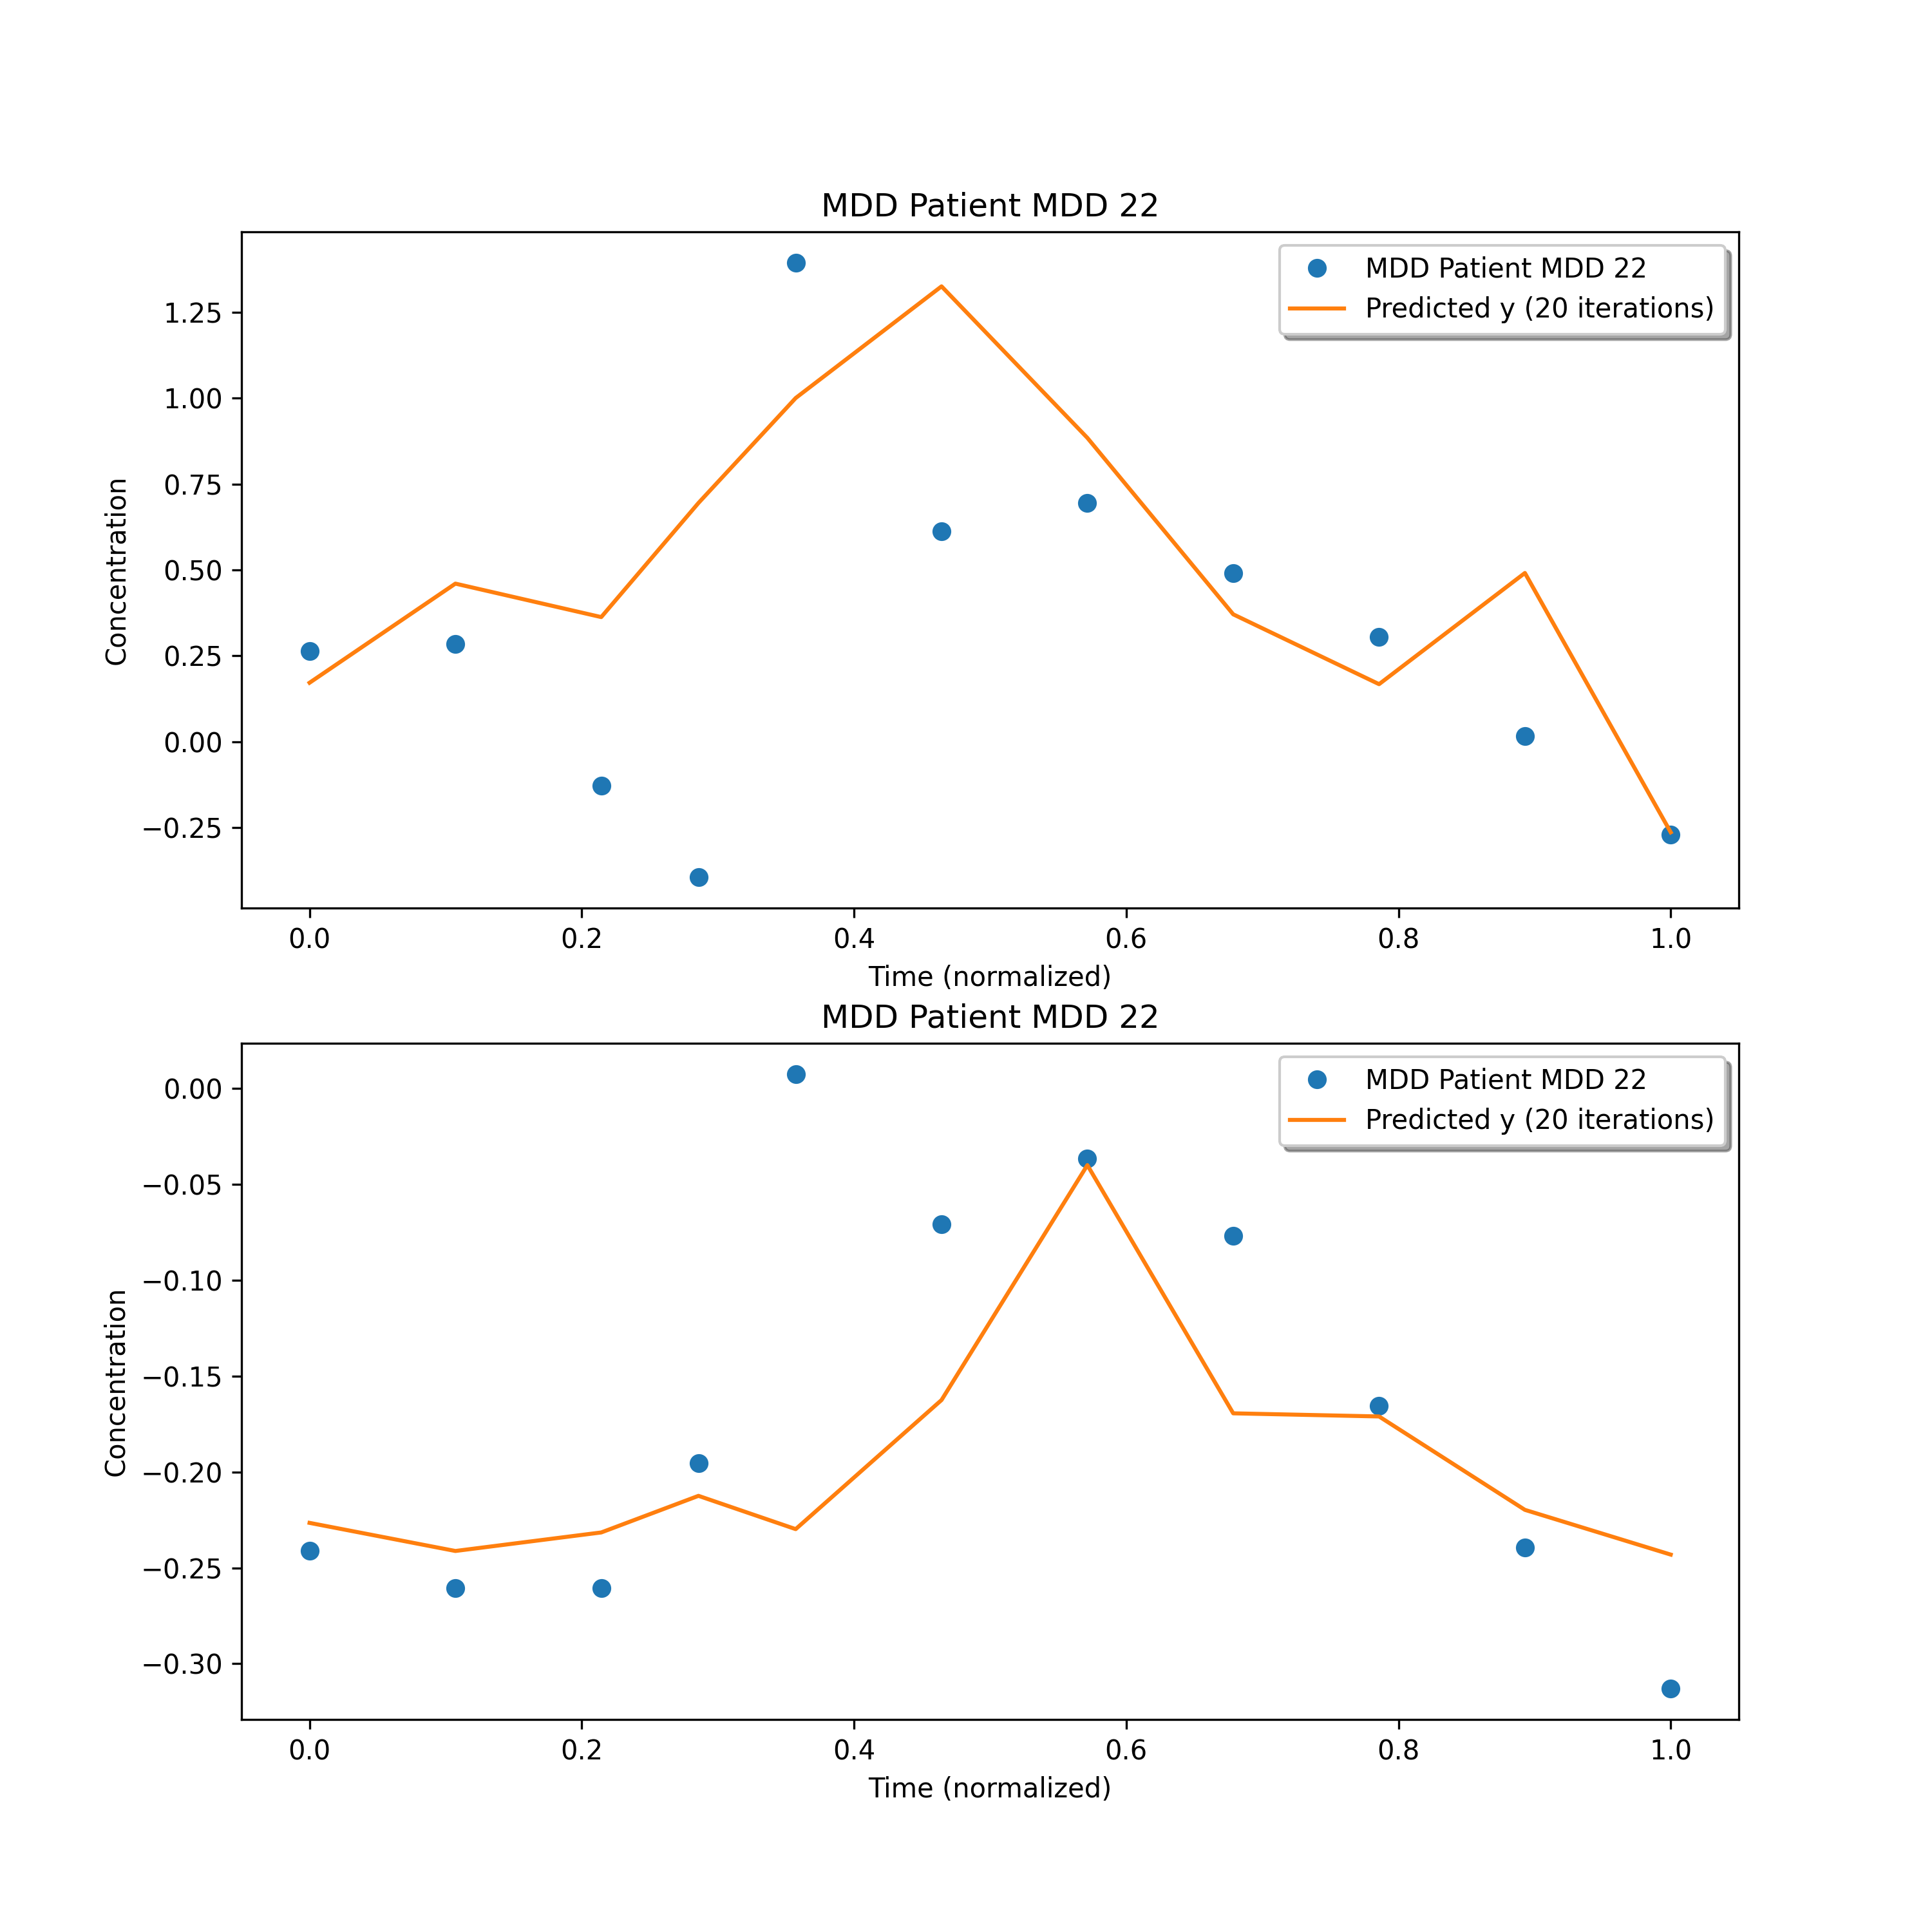 MDD Patient MDD 22
MDD Patient MDD 22
Predicted y (20 iterations)
1.25
1.00
0.75
0.50
0.25
0.00
−0.25
Concentration
0.0 0.2 0.4 0.6 0.8 1.0
Time (normalized)
MDD Patient MDD 22
MDD Patient MDD 22
Predicted y (20 iterations)
0.00
−0.05
−0.10
−0.15
−0.20
−0.25
−0.30
Concentration
0.0 0.2 0.4 0.6 0.8 1.0
Time (normalized)